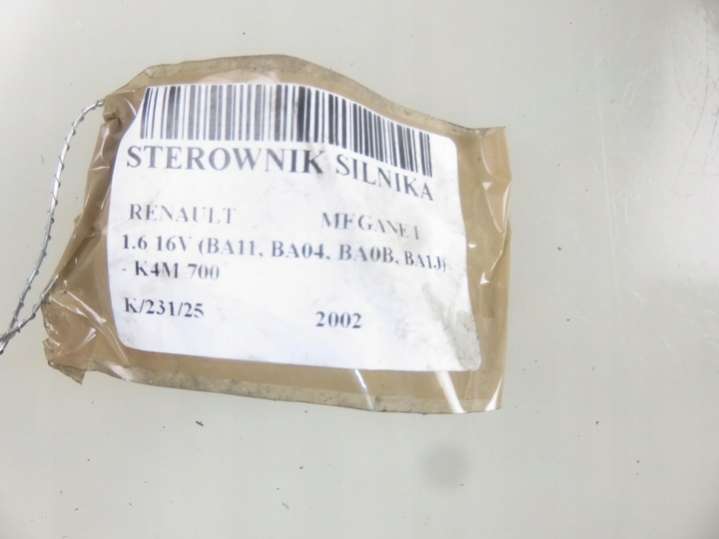 STEROWNIK SILNIKA
RENAULT MEGANE I
1.6 16V (BA11, BA04, BA0B, BA1J)
- K4M 700
K/231/25 2002